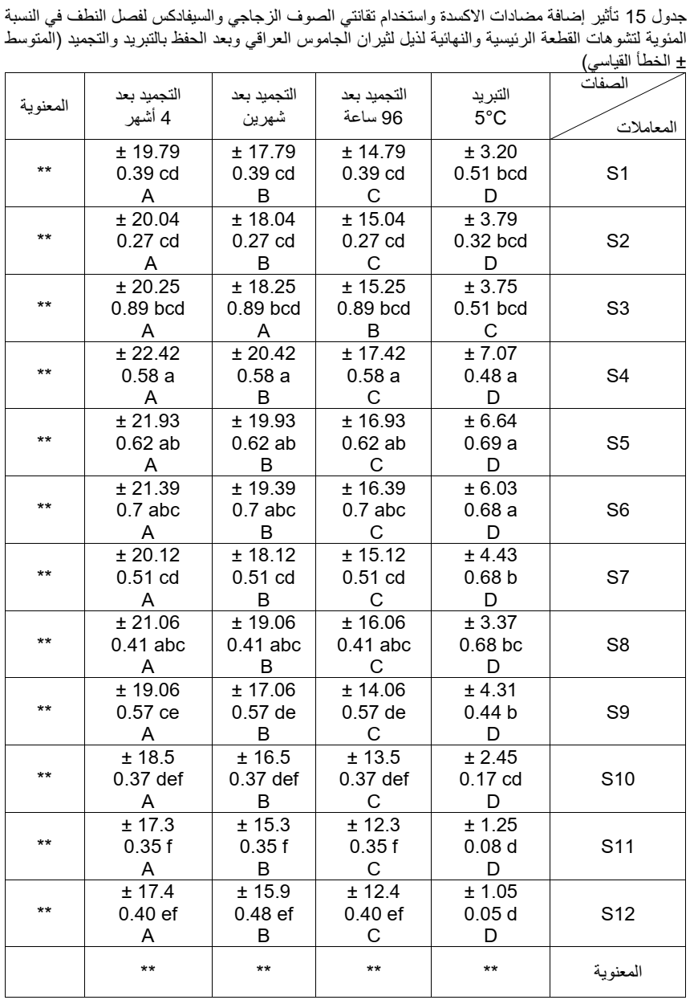 جدول 15 تأثير إضافة مضادات الاكسدة واستخدام تقانتي الصوف الزجاجي والسيفادكس لفصل النطف في النسبة
المئوية لتشوهات القطعة الرئيسية والنهائية لذيل لثيران الجاموس العراقي وبعد الحفظ بالتبريد والتجميد (المتوسط
± الخطأ القياسي)
الصفات
المعاملات
التبريد
5°C
التجميد بعد
96 ساعة
التجميد بعد
شهرين
التجميد بعد
4 أشهر
المعنوية
S1
± 3.20
0.51 bcd
D
± 14.79
0.39 cd
C
± 17.79
0.39 cd
B
± 19.79
0.39 cd
A
**
S2
± 3.79
0.32 bcd
D
± 15.04
0.27 cd
C
± 18.04
0.27 cd
B
± 20.04
0.27 cd
A
**
S3
± 3.75
0.51 bcd
C
± 15.25
0.89 bcd
B
± 18.25
0.89 bcd
A
± 20.25
0.89 bcd
A
**
S4
± 7.07
0.48 a
D
± 17.42
0.58 a
C
± 20.42
0.58 a
B
± 22.42
0.58 a
A
**
S5
± 6.64
0.69 a
D
± 16.93
0.62 ab
C
± 19.93
0.62 ab
B
± 21.93
0.62 ab
A
**
S6
± 6.03
0.68 a
D
± 16.39
0.7 abc
C
± 19.39
0.7 abc
B
± 21.39
0.7 abc
A
**
S7
± 4.43
0.68 b
D
± 15.12
0.51 cd
C
± 18.12
0.51 cd
B
± 20.12
0.51 cd
A
**
S8
± 3.37
0.68 bc
D
± 16.06
0.41 abc
C
± 19.06
0.41 abc
B
± 21.06
0.41 abc
A
**
S9
± 4.31
0.44 b
D
± 14.06
0.57 de
C
± 17.06
0.57 de
B
± 19.06
0.57 ce
A
**
S10
± 2.45
0.17 cd
D
± 13.5
0.37 def
C
± 16.5
0.37 def
B
± 18.5
0.37 def
A
**
S11
± 1.25
0.08 d
D
± 12.3
0.35 f
C
± 15.3
0.35 f
B
± 17.3
0.35 f
A
**
S12
± 1.05
0.05 d
D
± 12.4
0.40 ef
C
± 15.9
0.48 ef
B
± 17.4
0.40 ef
A
**
المعنوية
**
**
**
**